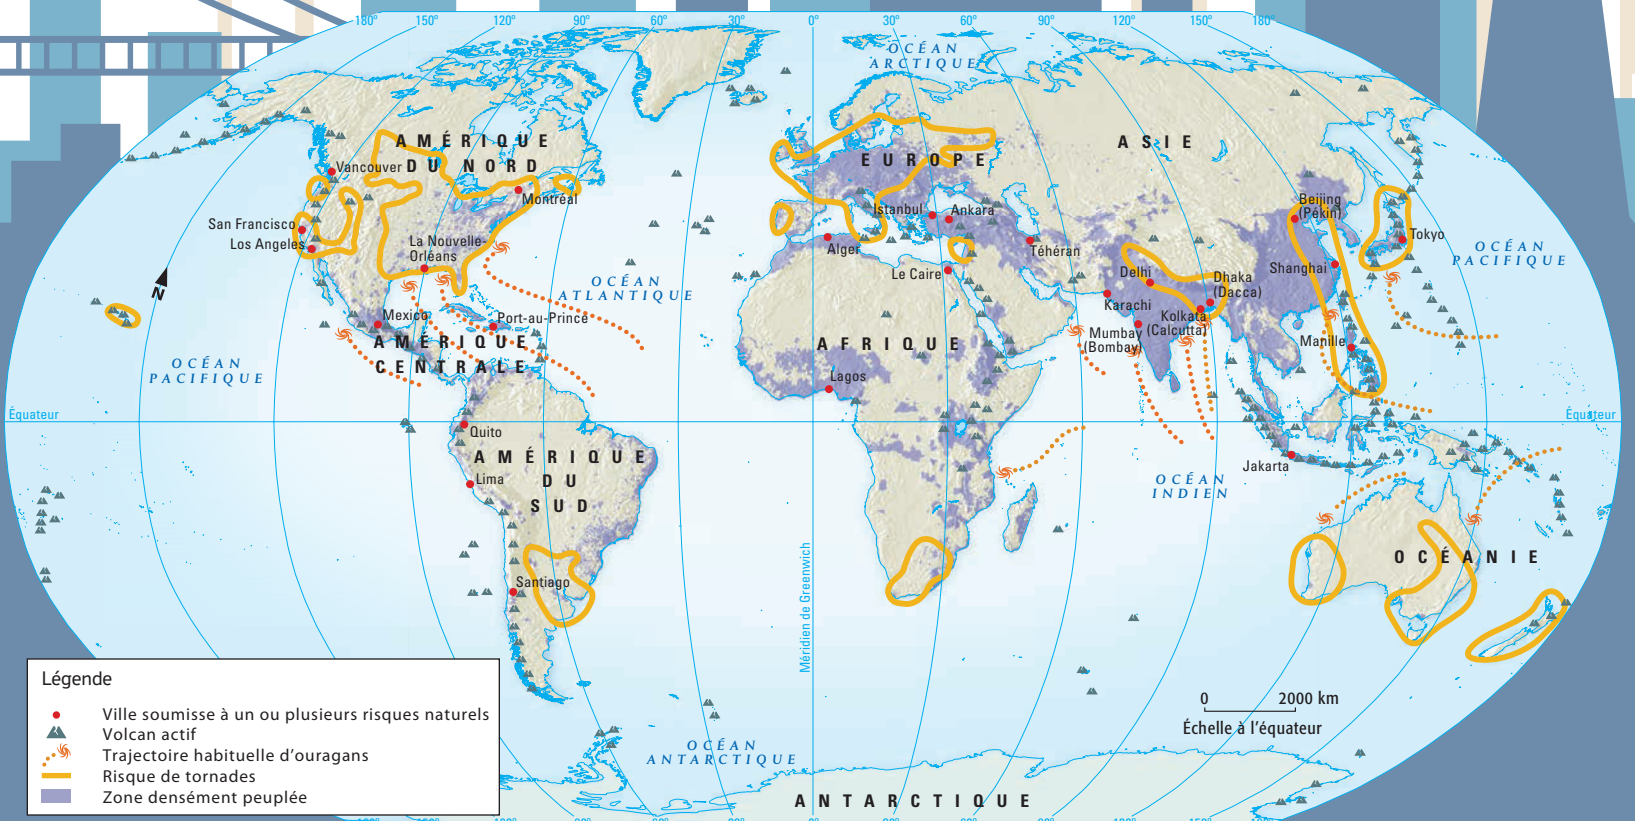 180° 150° 120° 90° 60° 30° 0° 30° 60° 90° 120° 150° 180°
OCÉAN
ARCTIQUE
AMÉRIQUE
DU NORD
EUROPE
ASIE
Vancouver
Montréal
San Francisco
Los Angeles
La Nouvelle-
Orléans
Istanbul
Ankara
Alger
Le Caire
Téhéran
Beijing
(Pékin)
Tokyo
Shanghai
Delhi
Dhaka
(Dacca)
Karachi
Kolkata
(Calcutta)
Mumbay
(Bombay)
Manille
OCÉAN
PACIFIQUE
OCÉAN
ATLANTIQUE
N
Mexico
Port-au-Prince
AMÉRIQUE
CENTRALE
OCÉAN
PACIFIQUE
AFRIQUE
Lagos
Équateur
Équateur
Quito
Lima
AMÉRIQUE
DU
SUD
Jakarta
OCÉAN
INDIEN
OCÉANIE
Santiago
Méridien de Greenwich
0 2000 km
Échelle à l'équateur
OCÉAN
ANTARCTIQUE
ANTARCTIQUE
Légende
Ville soumisse à un ou plusieurs risques naturels
Volcan actif
Trajectoire habituelle d'ouragans
Risque de tornades
Zone densément peuplée